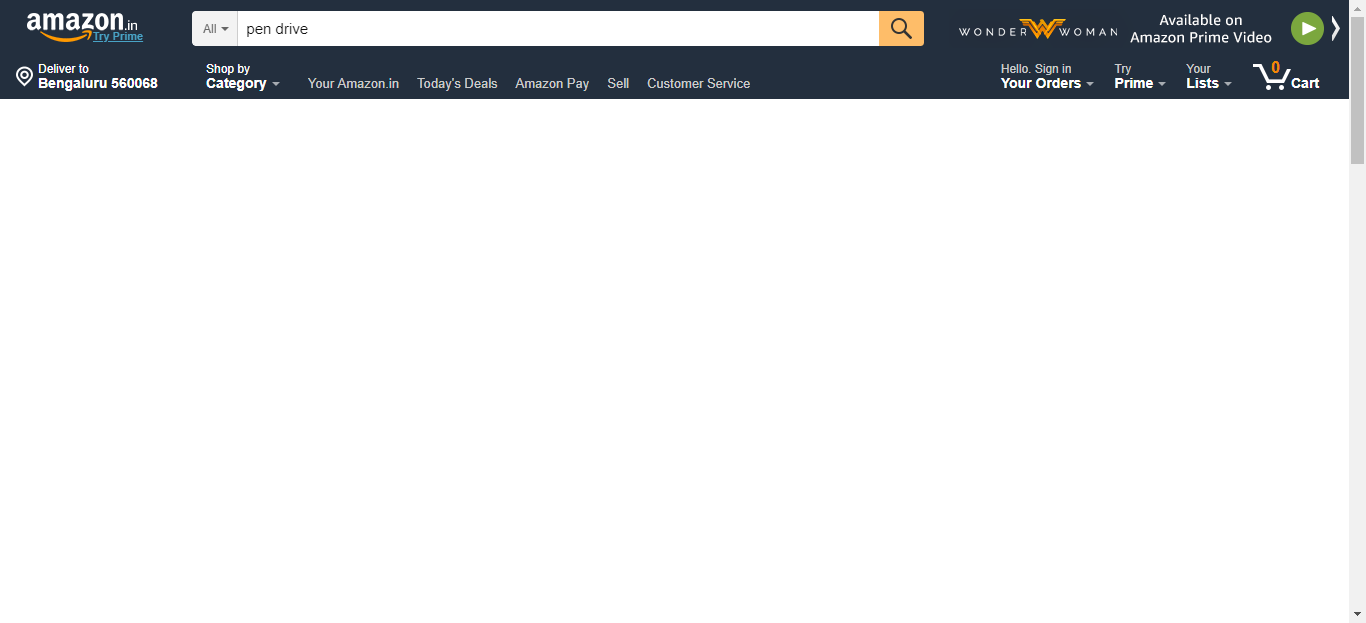 amazon.in
Try Prime
All
pen drive
WONDER WOMAN
Available on
Amazon Prime Video
Deliver to
Bengaluru 560068
Shop by
Category
Your Amazon.in
Today's Deals
Amazon Pay
Sell
Customer Service
Hello. Sign in
Your Orders
Try
Prime
Your
Lists
0
Cart